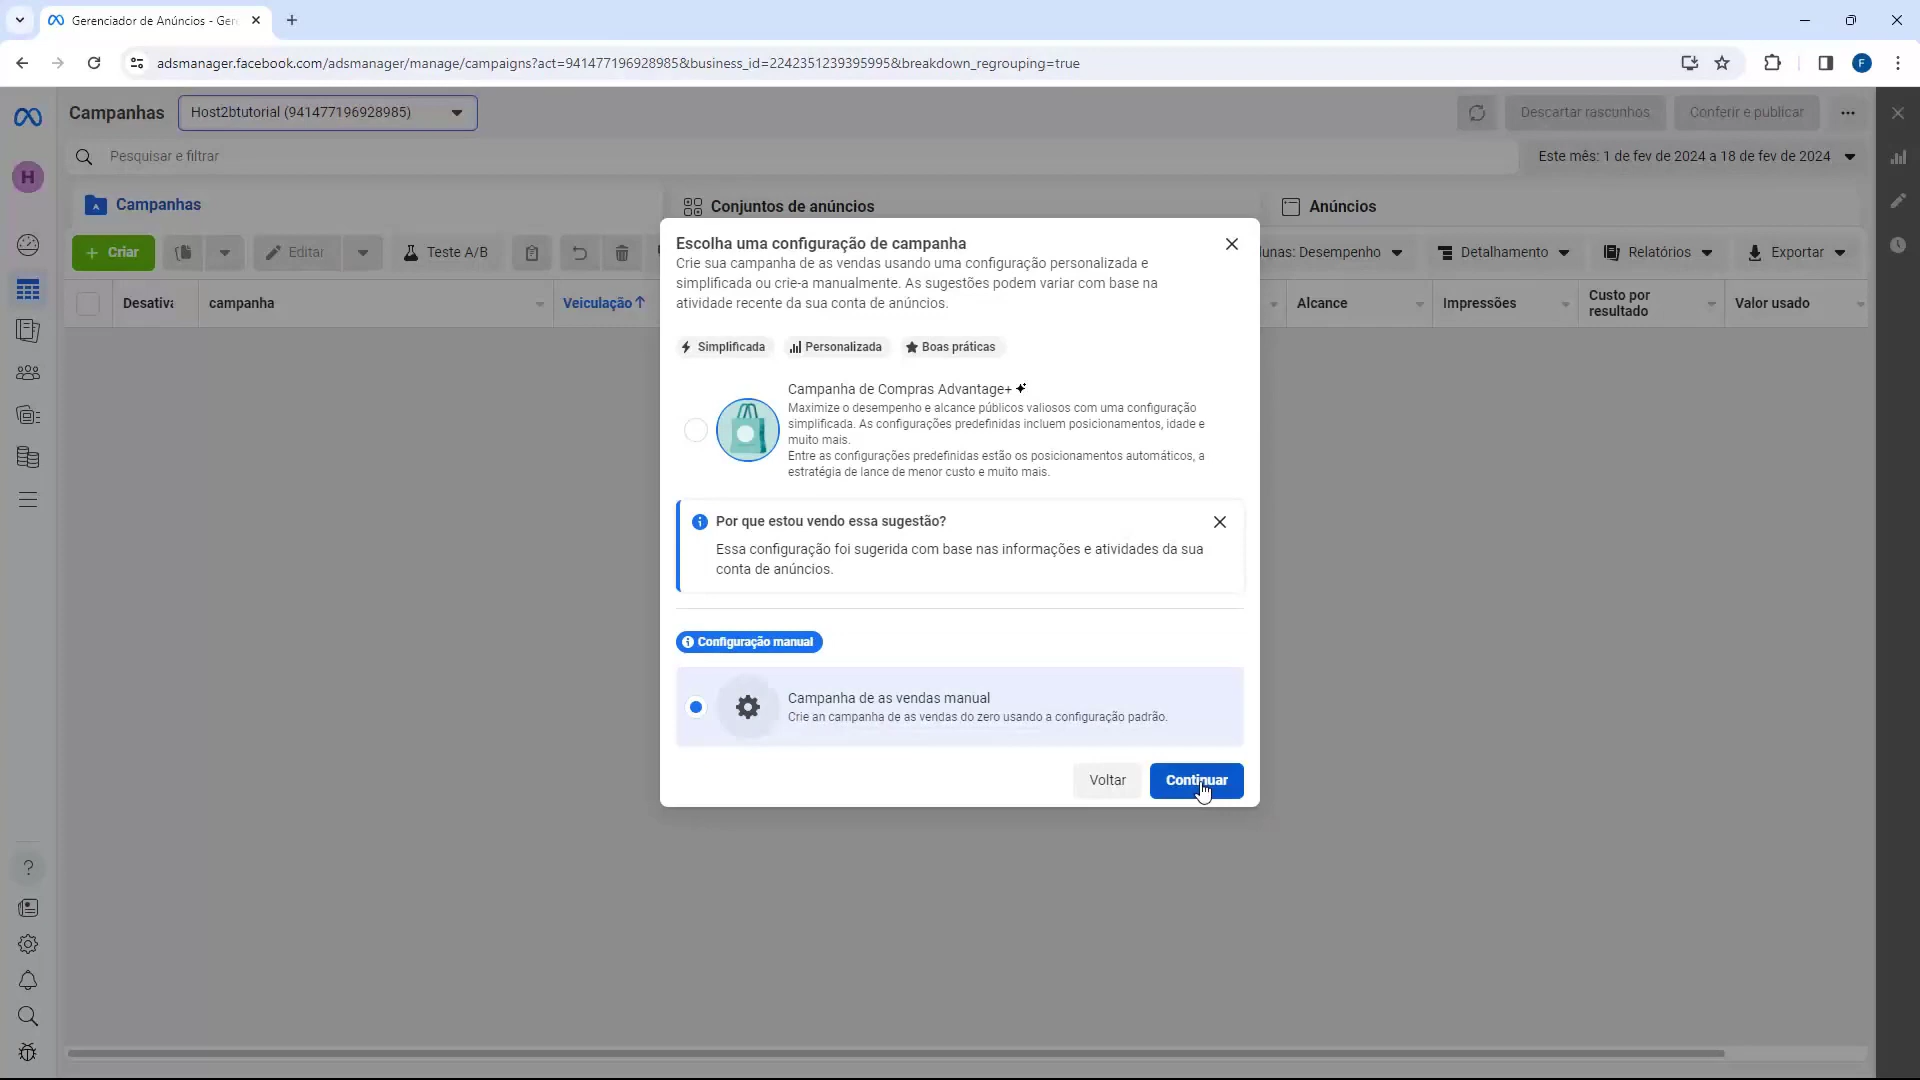 Gerenciador de Anúncios - Ger
adsmanager.facebook.com/adsmanager/manage/campaigns?act=941477196928985&business_id=2242351239395995&breakdown_regrouping=true
F
Campanhas
Host2btutorial (941477196928985)
Descartar rascunhos
Conferir e publicar
H
Pesquisar e filtrar
Este mês: 1 de fev de 2024 a 18 de fev de 2024
Campanhas
Conjuntos de anúncios
Anúncios
+ Criar
Editar
Teste A/B
lunas: Desempenho
Detalhamento
Relatórios
Exportar
Desativa
campanha
Veiculação↑
Alcance
Impressões
Custo por
resultado
Valor usado
Escolha uma configuração de campanha
Crie sua campanha de as vendas usando uma configuração personalizada e
simplificada ou crie-a manualmente. As sugestões podem variar com base na
atividade recente da sua conta de anúncios.
Simplificada
Personalizada
Boas práticas
Campanha de Compras Advantage+
Maximize o desempenho e alcance públicos valiosos com uma configuração
simplificada. As configurações predefinidas incluem posicionamentos, idade e
muito mais.
Entre as configurações predefinidas estão os posicionamentos automáticos, a
estratégia de lance de menor custo e muito mais.
Por que estou vendo essa sugestão?
Essa configuração foi sugerida com base nas informações e atividades da sua
conta de anúncios.
Configuração manual
Campanha de as vendas manual
Crie an campanha de as vendas do zero usando a configuração padrão.
Voltar
Continuar